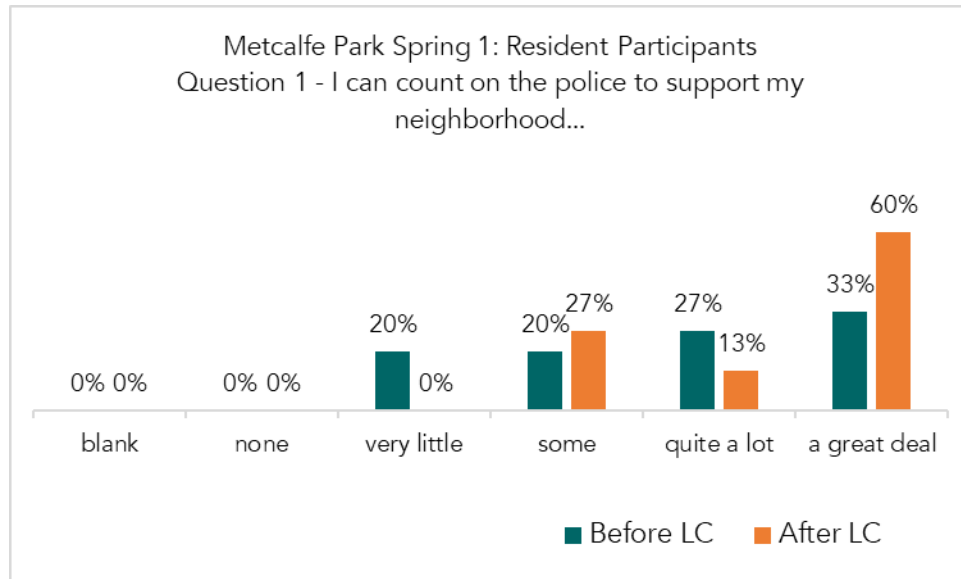 Metcalfe Park Spring 1: Resident Participants
Question 1 - I can count on the police to support my
neighborhood...
60%
33%
27% 27%
20% 20%
13%
0% 0% 0% 0% 0%
blank none very little some quite a lot a great deal
Before LC After LC